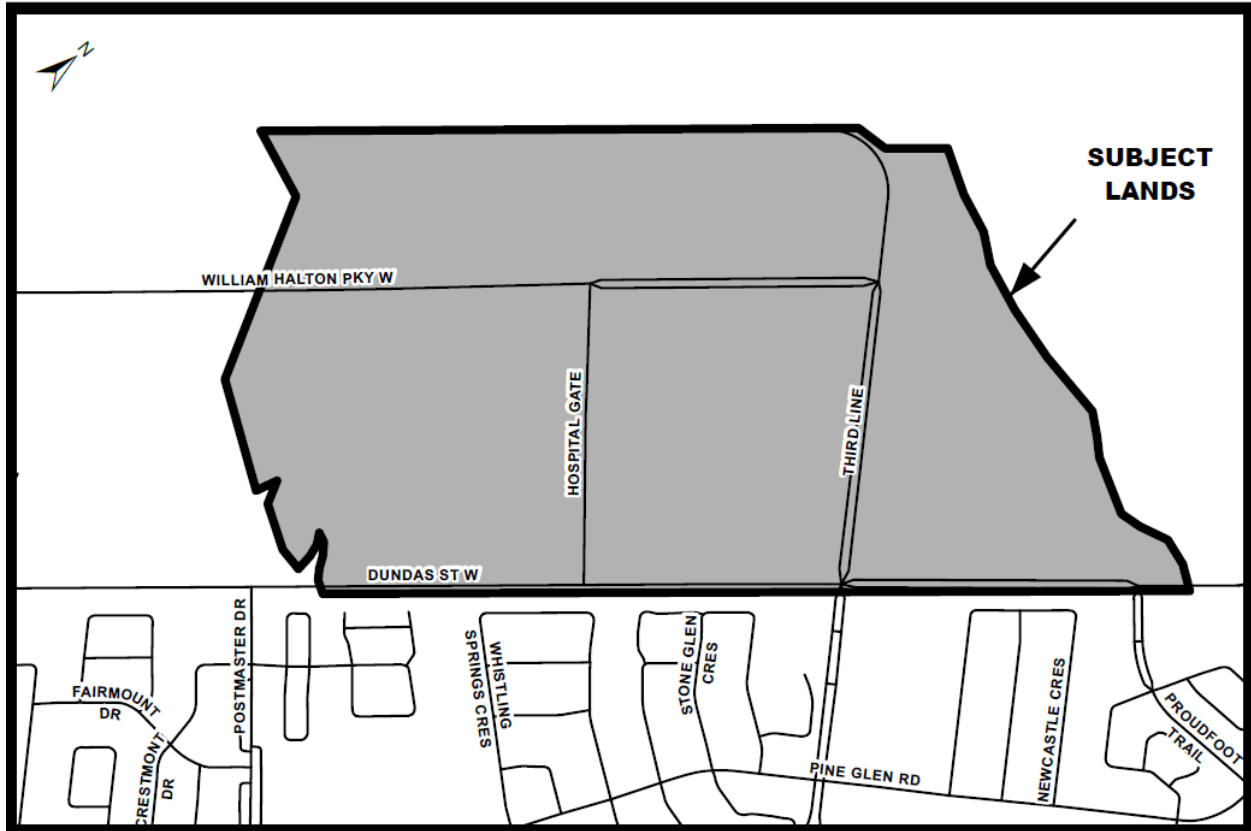 N
SUBJECT
LANDS
WILLIAM HALTON PKY W
HOSPITAL GATE
THIRD LINE
DUNDAS ST W
POSTMASTER DR
WHISTLING
SPRINGS CRES
STONE GLEN
CRES
NEWCASTLE CRES
PROUDFOOT
TRAIL
FAIRMOUNT
DR
CRESTMONT
DR
PINE GLEN RD